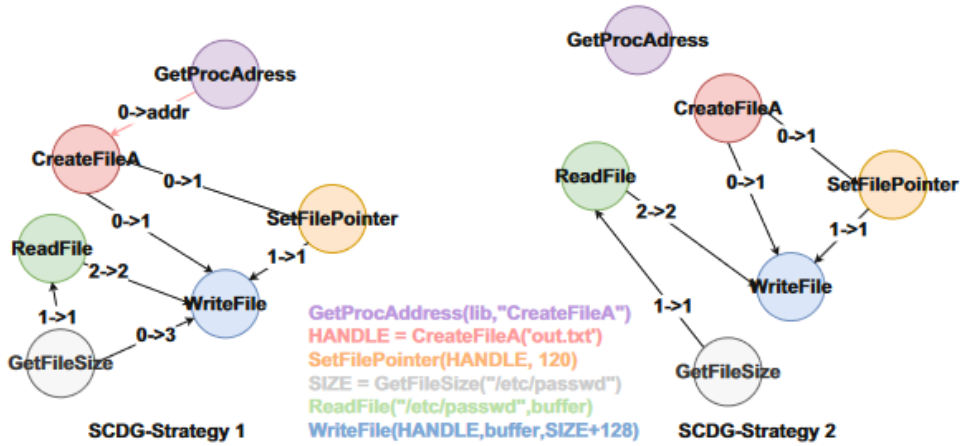 GetProcAdress
0->addr
CreateFileA
0->1
SetFilePointer
0->1
ReadFile
1->1
2->2
WriteFile
1->1
0->3
GetFileSize
SCDG-Strategy 1
GetProcAddress(lib,"CreateFileA")
HANDLE = CreateFileA('out.txt')
SetFilePointer(HANDLE, 120)
SIZE = GetFileSize("/etc/passwd")
ReadFile("/etc/passwd",buffer)
WriteFile(HANDLE,buffer,SIZE+128)
GetProcAdress
CreateFileA
0->1
ReadFile
0->1
SetFilePointer
2->2
1->1
WriteFile
1->1
GetFileSize
SCDG-Strategy 2